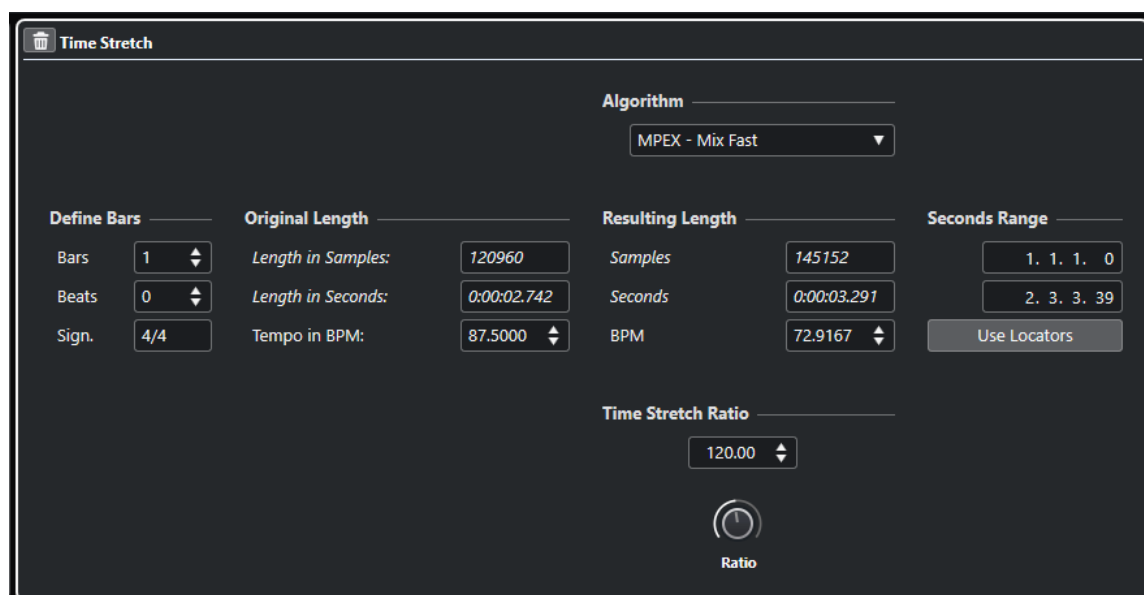 Time Stretch
Algorithm
MPEX - Mix Fast
Define Bars Original Length Resulting Length Seconds Range
Bars 1 Length in Samples: 120960 Samples 145152 1. 1. 1. 0
Beats 0 Length in Seconds: 0:00:02.742 Seconds 0:00:03.291 2. 3. 3. 39
Sign. 4/4 Tempo in BPM: 87.5000 BPM 72.9167 Use Locators
Time Stretch Ratio
120.00
Ratio